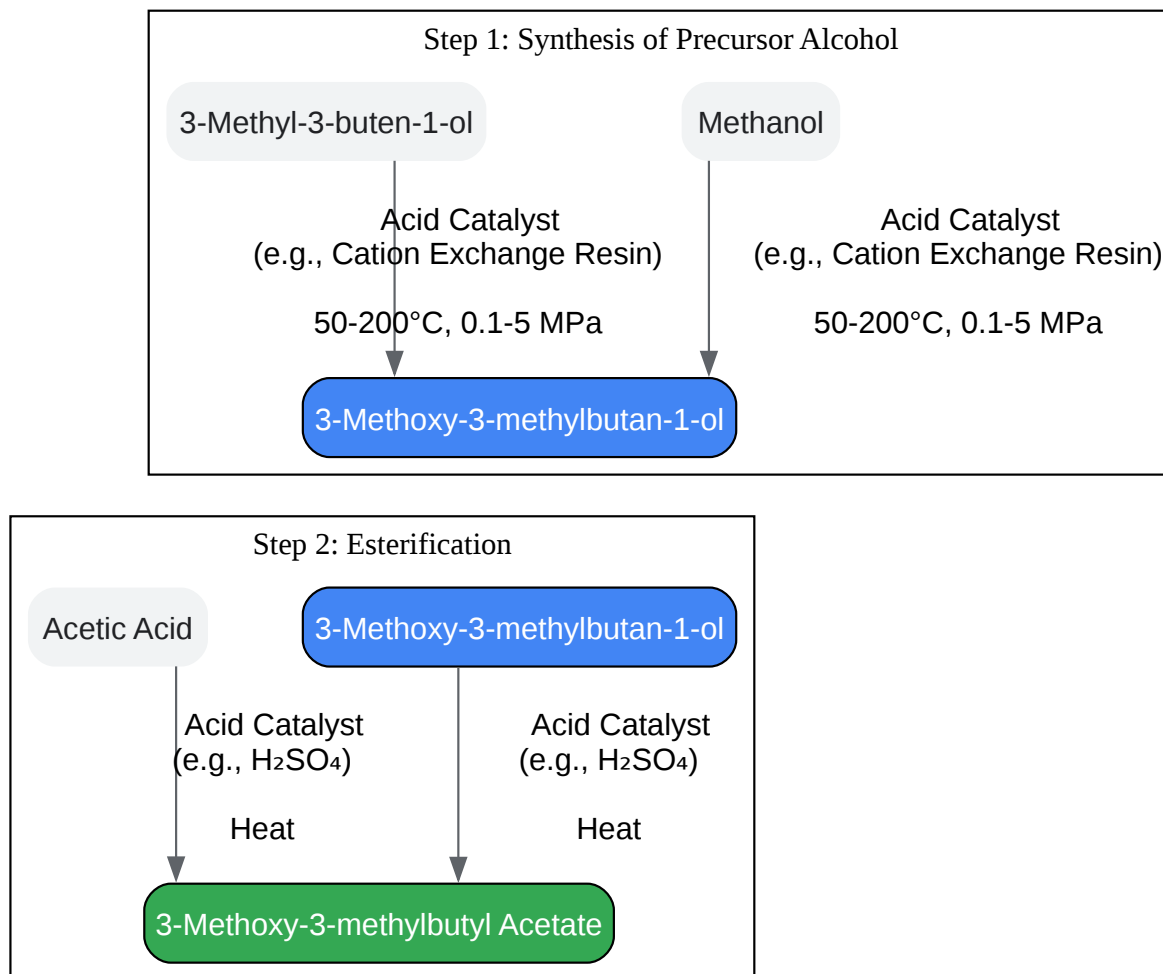 Step 1: Synthesis of Precursor Alcohol
3-Methyl-3-buten-1-ol
Methanol
Acid Catalyst
(e.g., Cation Exchange Resin)
50-200°C, 0.1-5 MPa
Acid Catalyst
(e.g., Cation Exchange Resin)
50-200°C, 0.1-5 MPa
3-Methoxy-3-methylbutan-1-ol
Step 2: Esterification
Acetic Acid
3-Methoxy-3-methylbutan-1-ol
Acid Catalyst
(e.g., H₂SO₄)
Heat
Acid Catalyst
(e.g., H₂SO₄)
Heat
3-Methoxy-3-methylbutyl Acetate